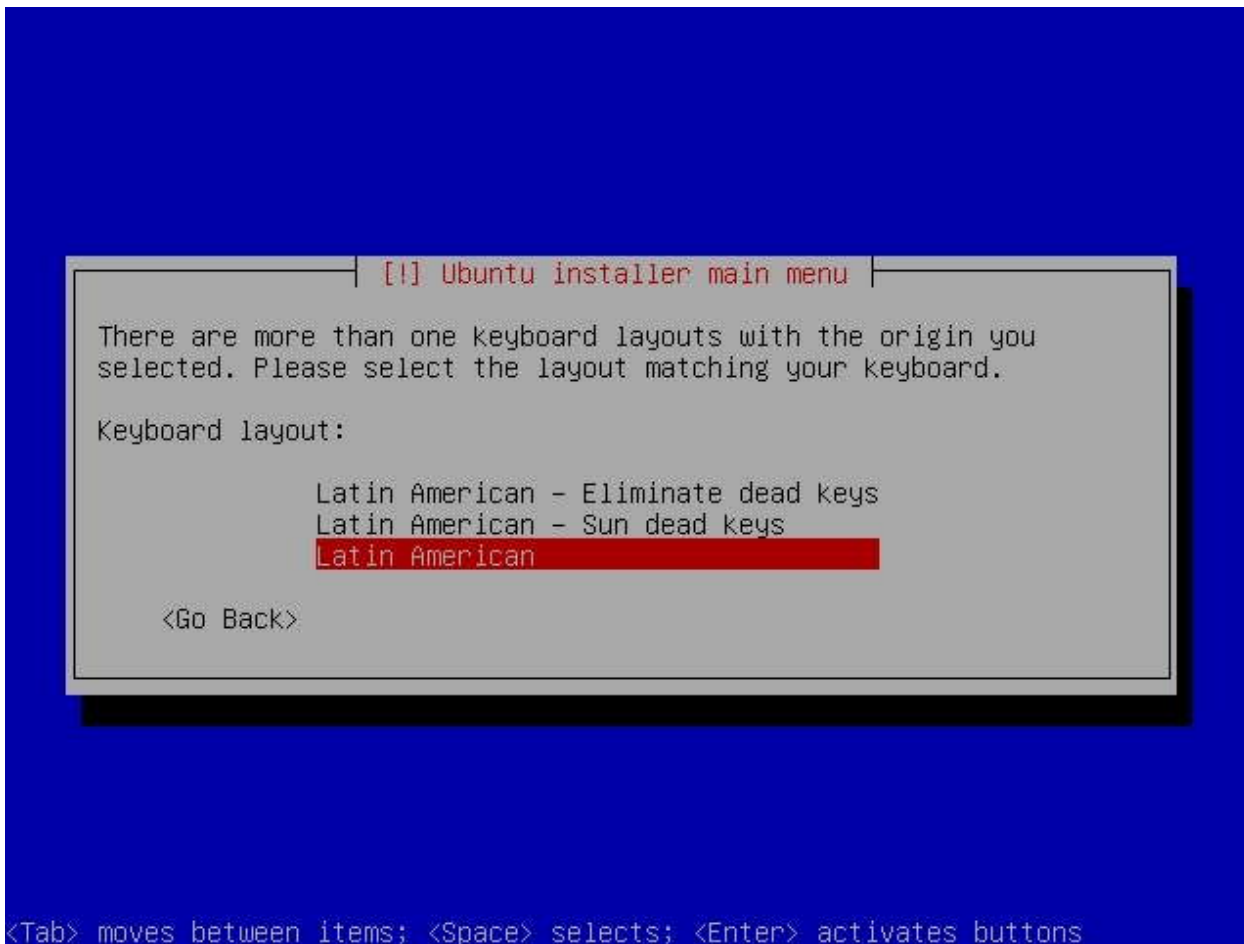 [!] Ubuntu installer main menu
There are more than one keyboard layouts with the origin you
selected. Please select the layout matching your keyboard.
Keyboard layout:
Latin American - Eliminate dead keys
Latin American - Sun dead keys
Latin American
<Go Back>
<Tab> moves between items; <Space> selects; <Enter> activates buttons